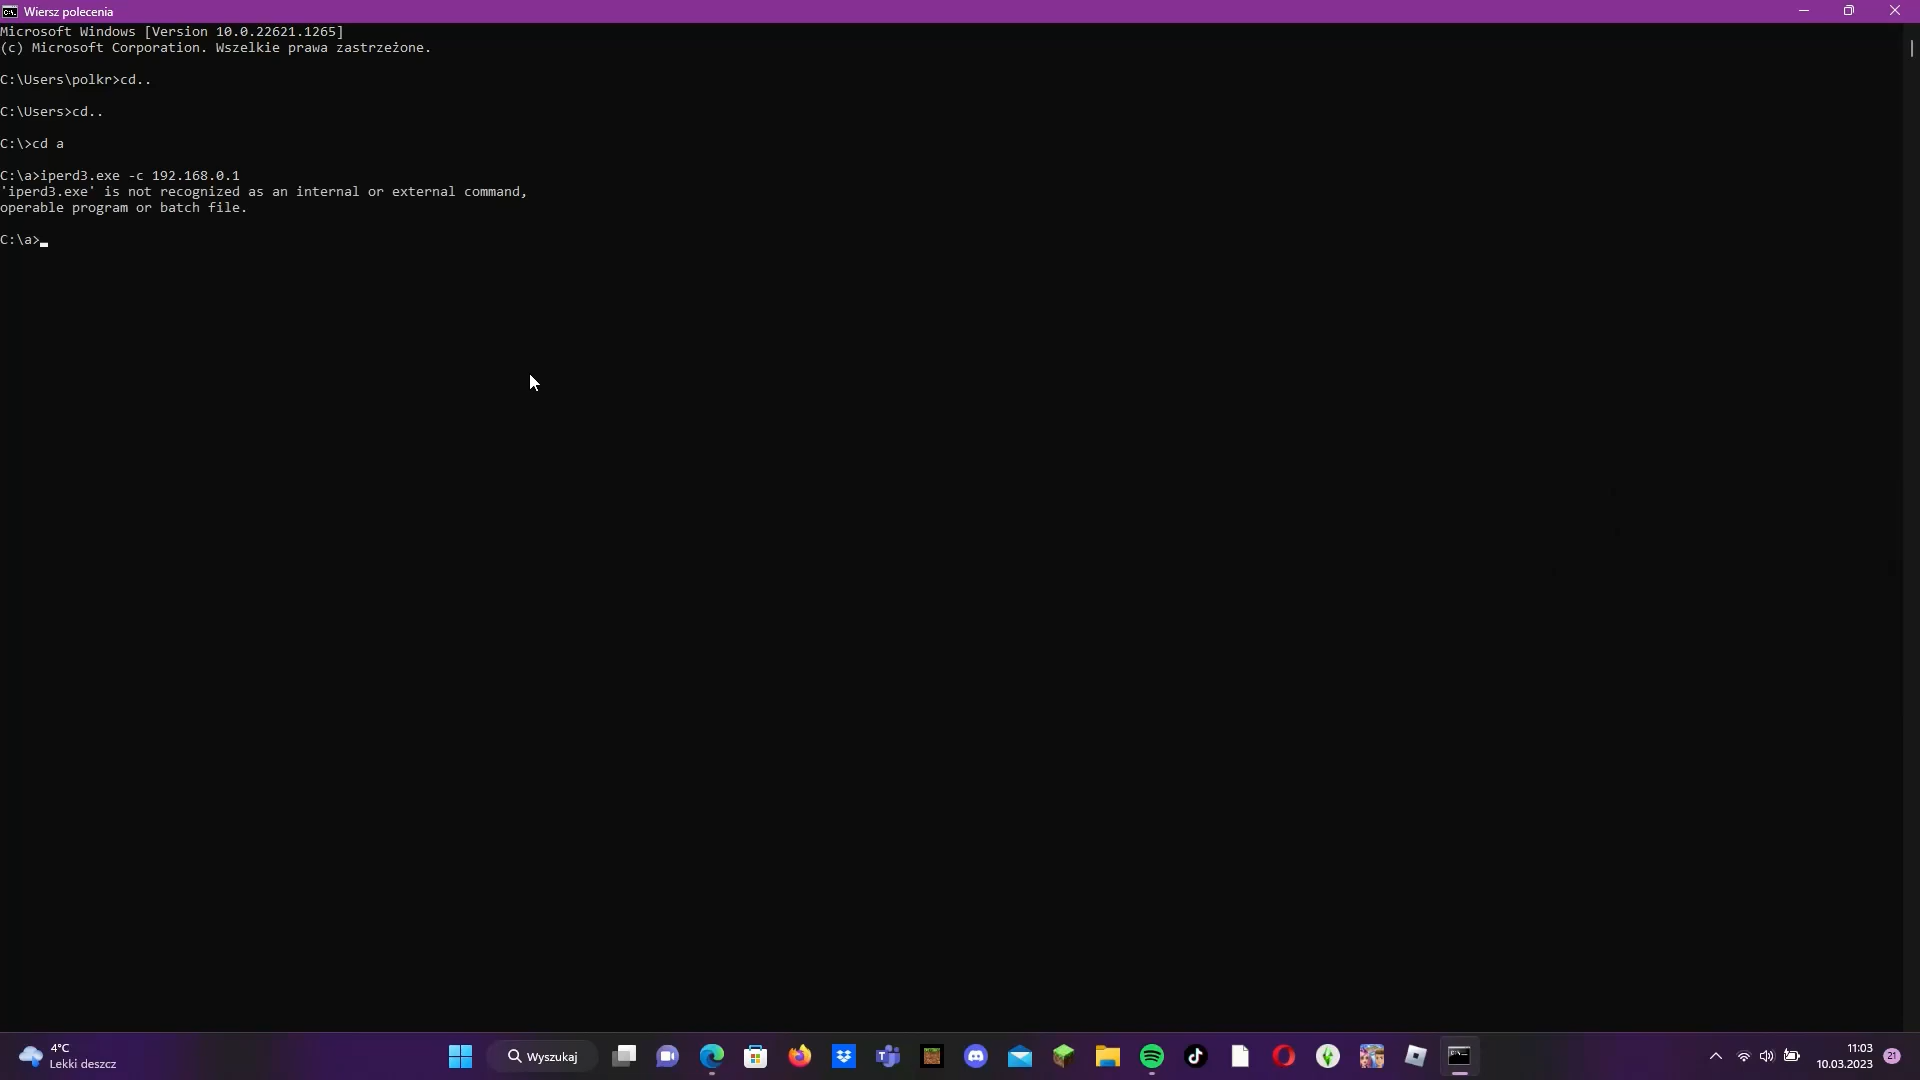 Wiersz polecenia
Microsoft Windows [Version 10.0.22621.1265]
(c) Microsoft Corporation. Wszelkie prawa zastrzeżone.
C:\Users\polkr>cd..
C:\Users>cd..
C:\>cd a
C:\a>iperd3.exe -c 192.168.0.1
'iperd3.exe' is not recognized as an internal or external command,
operable program or batch file.
C:\a>
4°C
Lekki deszcz
Wyszukaj
11:03
10.03.2023
21